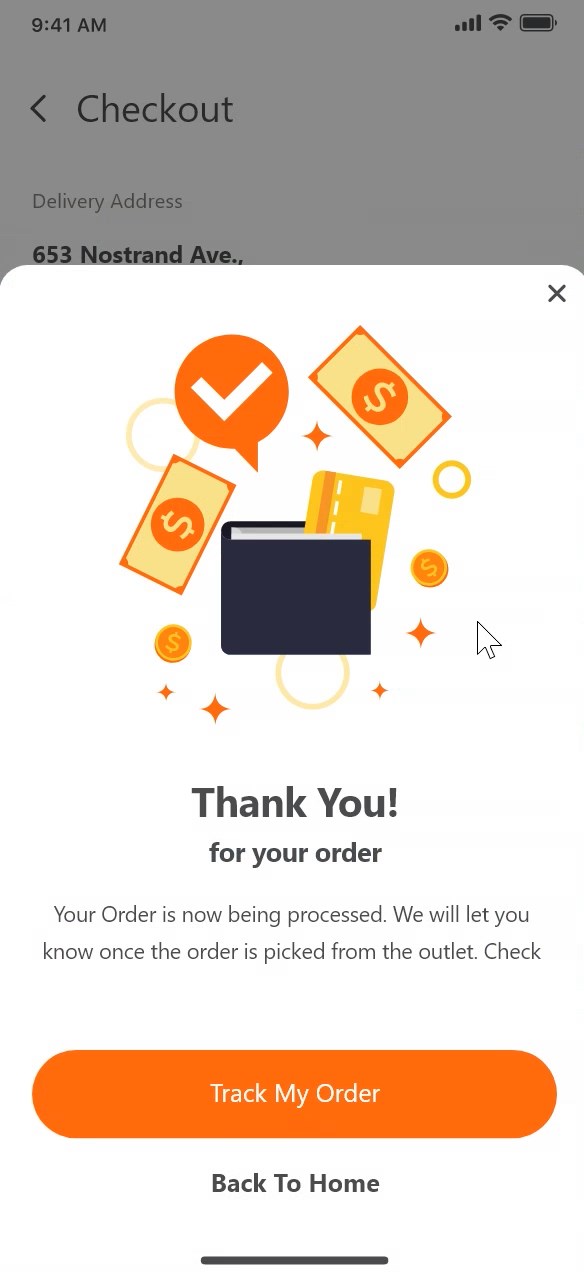 9:41 AM
Checkout
Delivery Address
653 Nostrand Ave.,
$
$
$
$
Thank You!
for your order
Your Order is now being processed. We will let you
know once the order is picked from the outlet. Check
Track My Order
Back To Home